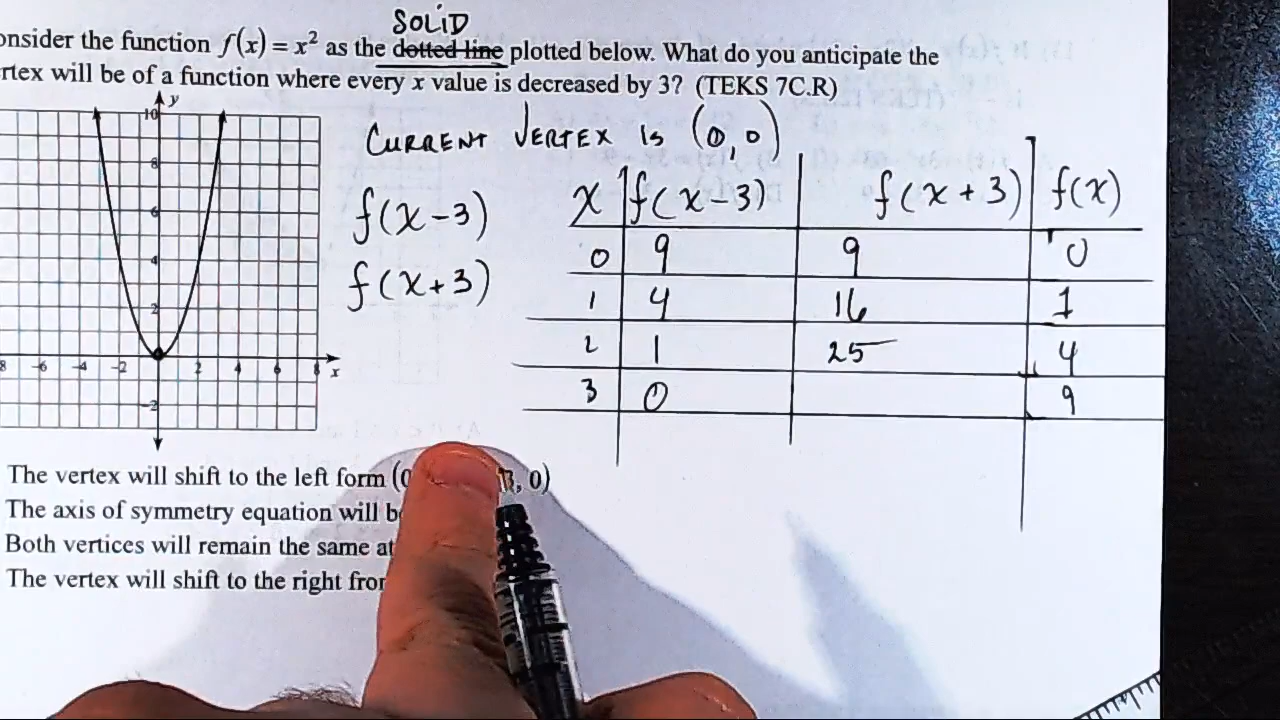 SOLID
onsider the function f(x) = x² as the dotted line plotted below. What do you anticipate the
rtex will be of a function where every x value is decreased by 3? (TEKS 7C.R)
CURRENT VERTEX IS (0,0)
y
10
8
6
4
2
-2
8 -6 -4 -2 2 4 6 8 x
f(x-3)
f(x+3)
x f(x-3) f(x+3) f(x)
0 9 9 0
1 4 16 1
2 1 25 4
3 0 9
The vertex will shift to the left form (0 , 0)
The axis of symmetry equation will b
Both vertices will remain the same at
The vertex will shift to the right from